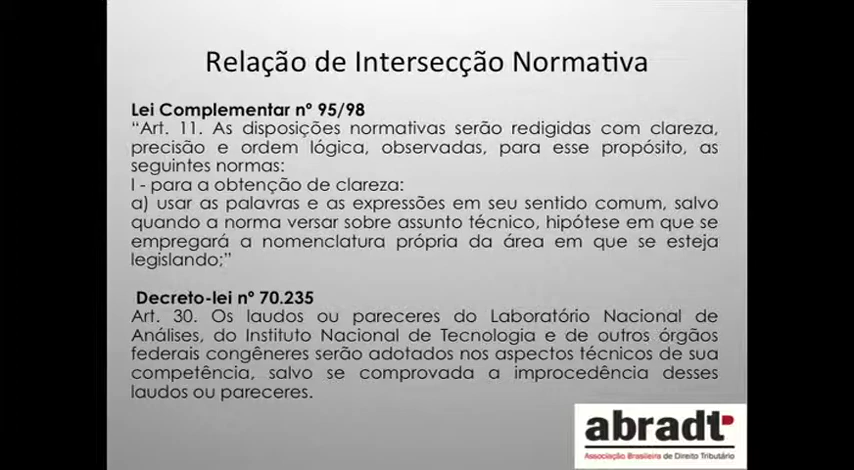 Relação de Intersecção Normativa
Lei Complementar nº 95/98
“Art. 11. As disposições normativas serão redigidas com clareza,
precisão e ordem lógica, observadas, para esse propósito, as
seguintes normas:
I - para a obtenção de clareza:
a) usar as palavras e as expressões em seu sentido comum, salvo
quando a norma versar sobre assunto técnico, hipótese em que se
empregará a nomenclatura própria da área em que se esteja
legislando;”
Decreto-lei nº 70.235
Art. 30. Os laudos ou pareceres do Laboratório Nacional de
Análises, do Instituto Nacional de Tecnologia e de outros órgãos
federais congêneres serão adotados nos aspectos técnicos de sua
competência, salvo se comprovada a improcedência desses
laudos ou pareceres.
abradt
Associação Brasileira de Direito Tributário